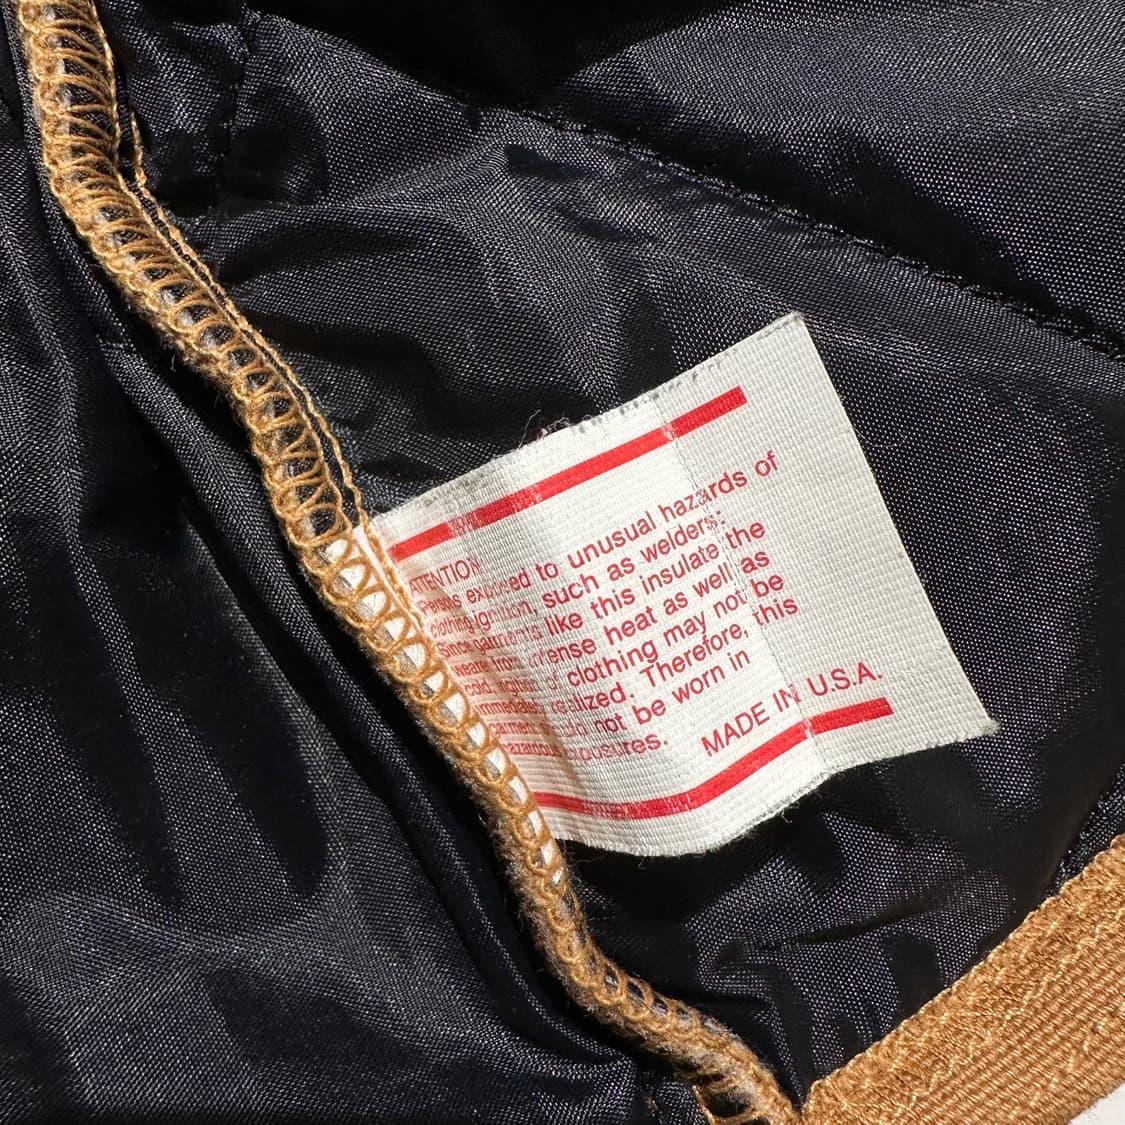 ATTENTION
Persons exposed to unusual hazards of
clothing ignition, such as welders:
Since garments like this insulate the
wearer from intense heat as well as
cold, ignition of clothing may not be
immediately realized. Therefore, this
garment should not be worn in
hazardous exposures.
MADE IN U.S.A.